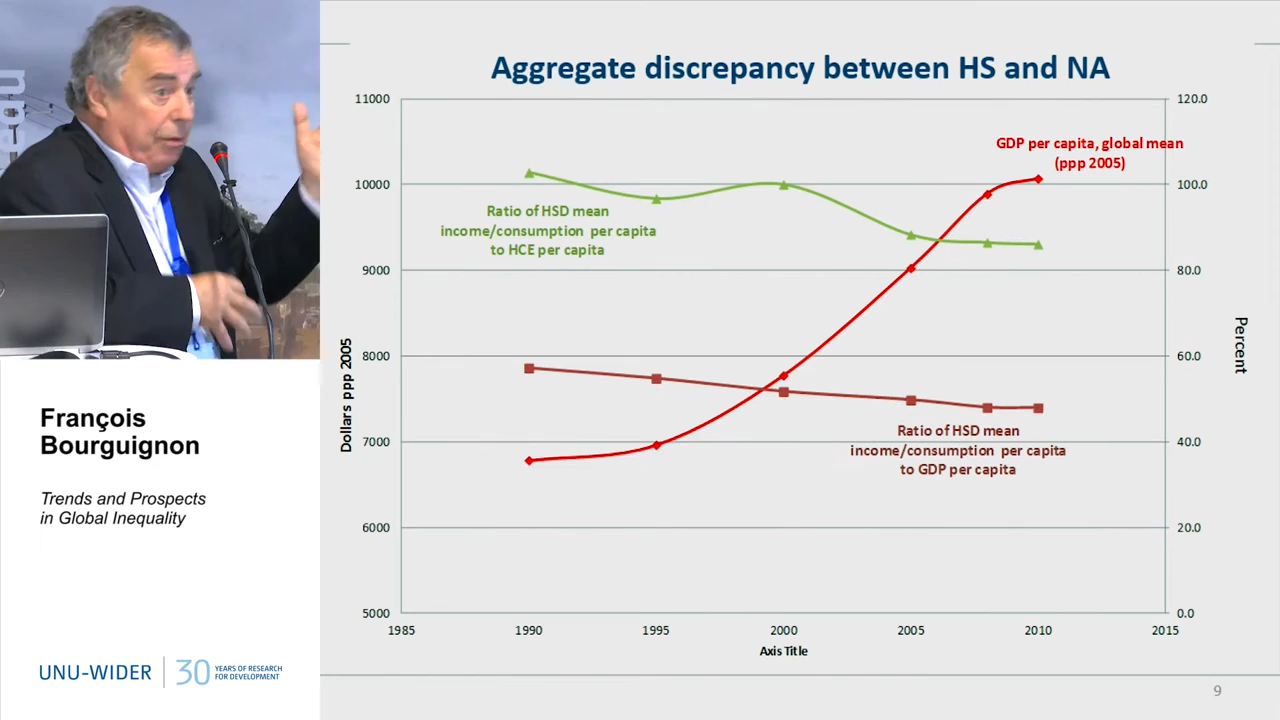 Aggregate discrepancy between HS and NA
11000
10000
9000
8000
7000
6000
5000
Dollars ppp 2005
120.0
100.0
80.0
60.0
40.0
20.0
0.0
Percent
GDP per capita, global mean
(ppp 2005)
Ratio of HSD mean
income/consumption per capita
to HCE per capita
Ratio of HSD mean
income/consumption per capita
to GDP per capita
1985
1990
1995
2000
2005
2010
2015
Axis Title
9
François
Bourguignon
Trends and Prospects
in Global Inequality
UNU-WIDER
30
YEARS OF RESEARCH
FOR DEVELOPMENT